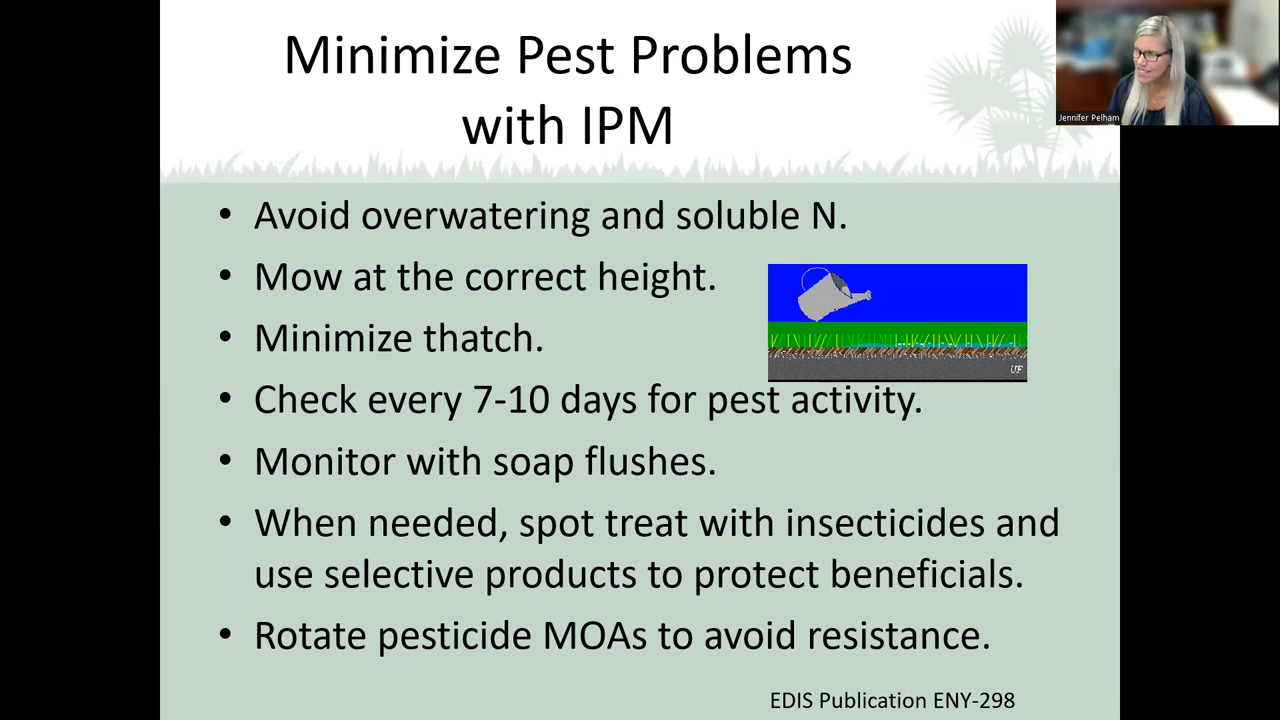 Minimize Pest Problems
with IPM
Jennifer Pelham
• Avoid overwatering and soluble N.
• Mow at the correct height.
• Minimize thatch.
UF
• Check every 7-10 days for pest activity.
• Monitor with soap flushes.
• When needed, spot treat with insecticides and
use selective products to protect beneficials.
• Rotate pesticide MOAs to avoid resistance.
EDIS Publication ENY-298